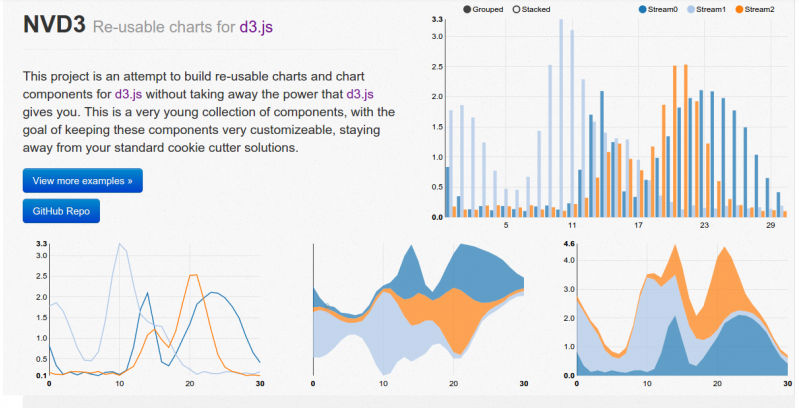 NVD3 Re-usable charts for d3.js
This project is an attempt to build re-usable charts and chart
components for d3.js without taking away the power that d3.js
gives you. This is a very young collection of components, with the
goal of keeping these components very customizeable, staying
away from your standard cookie cutter solutions.
View more examples »
GitHub Repo
Grouped Stacked Stream0 Stream1 Stream2
3.3
3.0
2.5
2.0
1.5
1.0
0.5
0.0
5 11 17 23 29
3.3
3.0
2.5
2.0
1.5
1.0
0.5
0.1
0 10 20 30
0 10 20 30
4.6
4.0
3.0
2.0
1.0
0.0
0 10 20 30